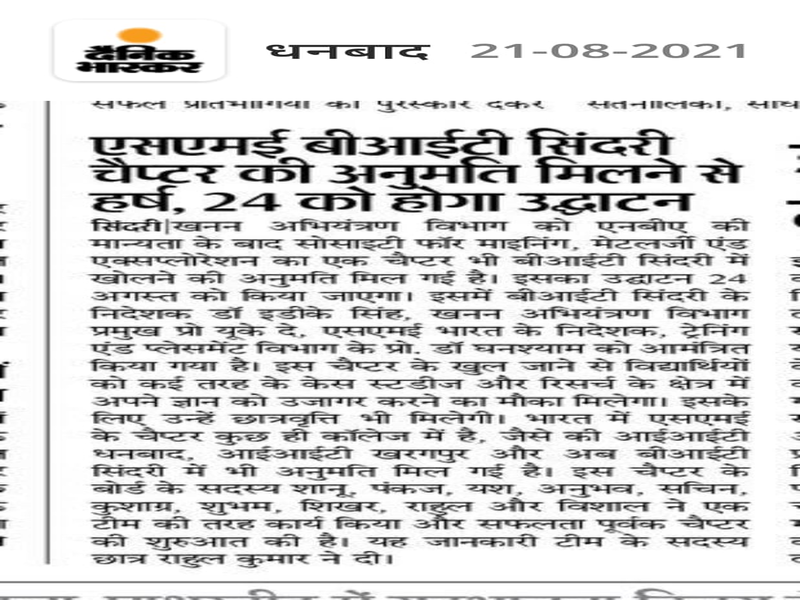 दैनिक
भास्कर
धनबाद 21-08-2021
सफल प्रतिभागियों को पुरस्कार देकर
एसएमई बीआईटी सिंदरी
चैप्टर की अनुमति मिलने से
हर्ष, 24 को होगा उद्घाटन
सिंदरी|खनन अभियंत्रण विभाग को एनबीए की
मान्यता के बाद सोसाइटी फॉर माइनिंग, मेटलर्जी एंड
एक्सप्लोरेशन का एक चैप्टर भी बीआईटी सिंदरी में
खोलने की अनुमति मिल गई है। इसका उद्घाटन 24
अगस्त को किया जाएगा। इसमें बीआईटी सिंदरी के
निदेशक डॉ इडीके सिंह, खनन अभियंत्रण विभाग
प्रमुख प्रो यूके दे, एसएमई भारत के निदेशक, ट्रेनिंग
एंड प्लेसमेंट विभाग के प्रो. डॉ घनश्याम को आमंत्रित
किया गया है। इस चैप्टर के खुल जाने से विद्यार्थियों
को कई तरह के केस स्टडीज और रिसर्च के क्षेत्र में
अपने ज्ञान को उजागर करने का मौका मिलेगा। इसके
लिए उन्हें छात्रवृत्ति भी मिलेगी। भारत में एसएमई
के चैप्टर कुछ ही कॉलेज में है, जैसे की आईआईटी
धनबाद, आईआईटी खरगपुर और अब बीआईटी
सिंदरी में भी अनुमति मिल गई है। इस चैप्टर के
बोर्ड के सदस्य शानू, पंकज, यश, अनुभव, सचिन,
कुशाग्र, शुभम, शिखर, राहुल और विशाल ने एक
टीम की तरह कार्य किया और सफलता पूर्वक चैप्टर
की शुरुआत की है। यह जानकारी टीम के सदस्य
छात्र राहुल कुमार ने दी।